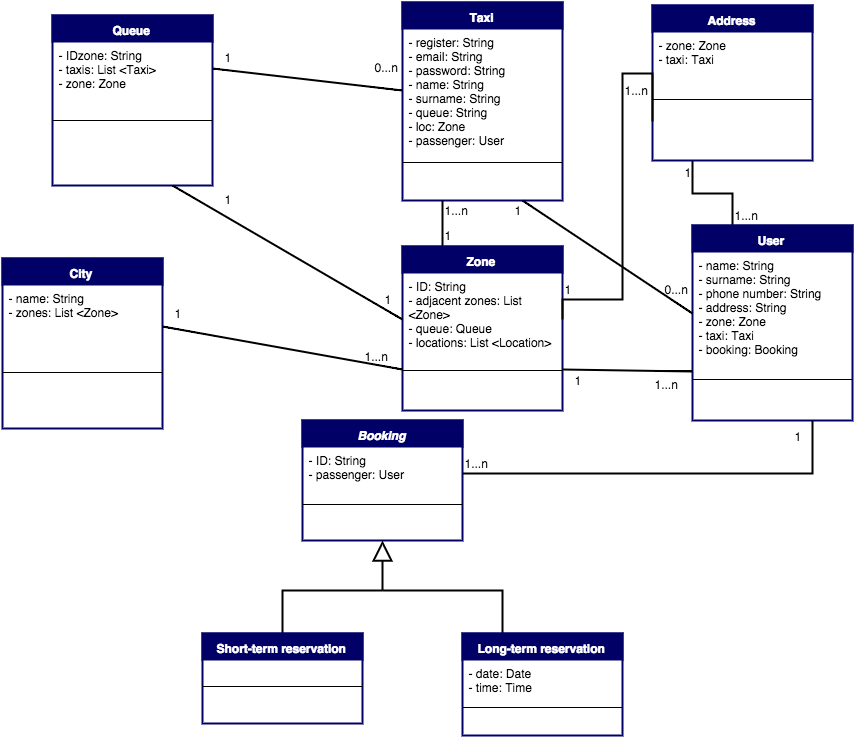 Queue
- IDzone: String
- taxis: List <Taxi>
- zone: Zone
Taxi
- register: String
- email: String
- password: String
- name: String
- surname: String
- queue: String
- loc: Zone
- passenger: User
Address
- zone: Zone
- taxi: Taxi
1
0...n
1...n
1
1...n
1
1
1...n
1
City
- name: String
- zones: List <Zone>
Zone
- ID: String
- adjacent zones: List
<Zone>
- queue: Queue
- locations: List <Location>
User
- name: String
- surname: String
- phone number: String
- address: String
- zone: Zone
- taxi: Taxi
- booking: Booking
1
1
0...n
1
1...n
1
1...n
1
Booking
- ID: String
- passenger: User
1...n
Short-term reservation
Long-term reservation
- date: Date
- time: Time